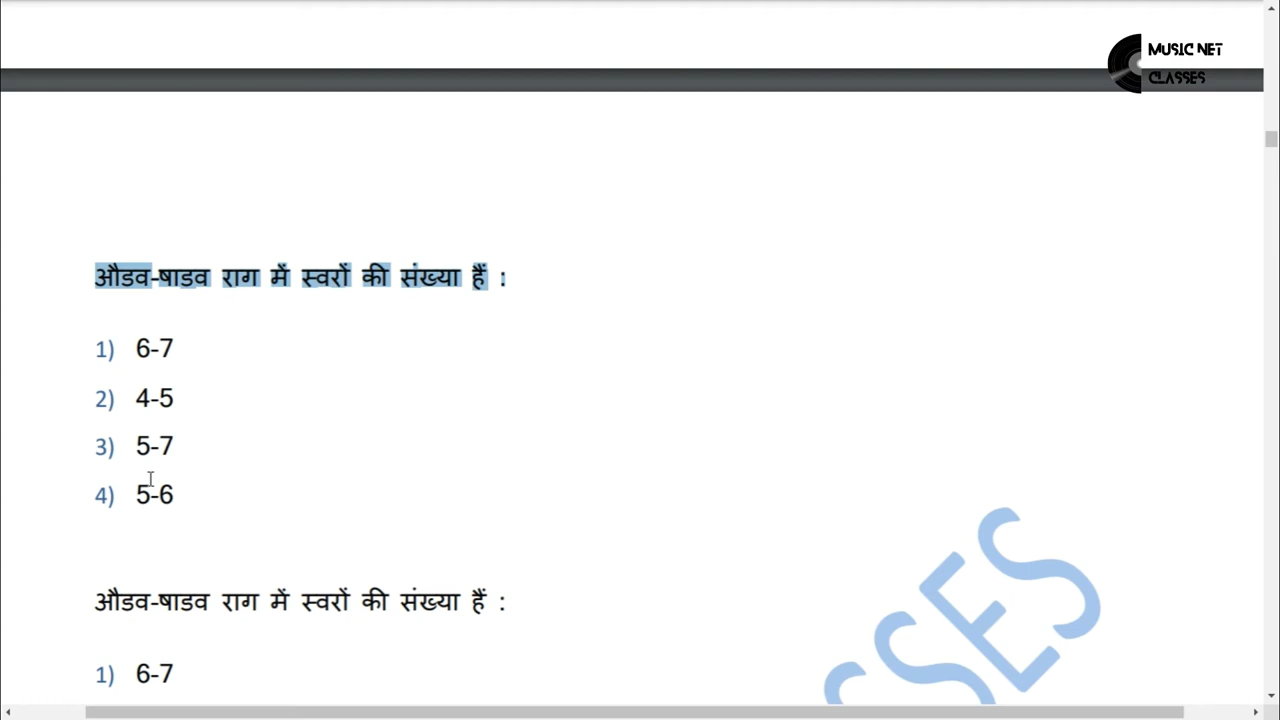 MUSIC NET
CLASSES
औडव-षाडव राग में स्वरों की संख्या हैं :
1) 6-7
2) 4-5
3) 5-7
4) 5-6
औडव-षाडव राग में स्वरों की संख्या हैं :
1) 6-7
SSES